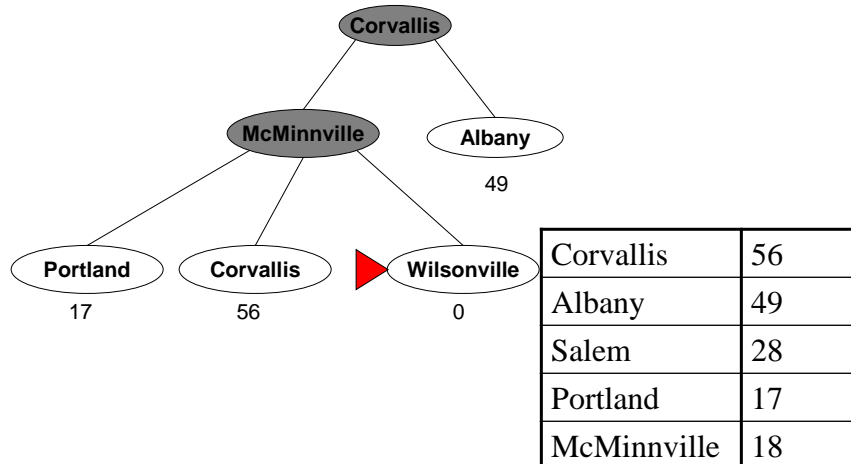 Corvallis
McMinnville
Albany
49
Portland
Corvallis
Wilsonville
17
56
0
Corvallis 56
Albany 49
Salem 28
Portland 17
McMinnville 18